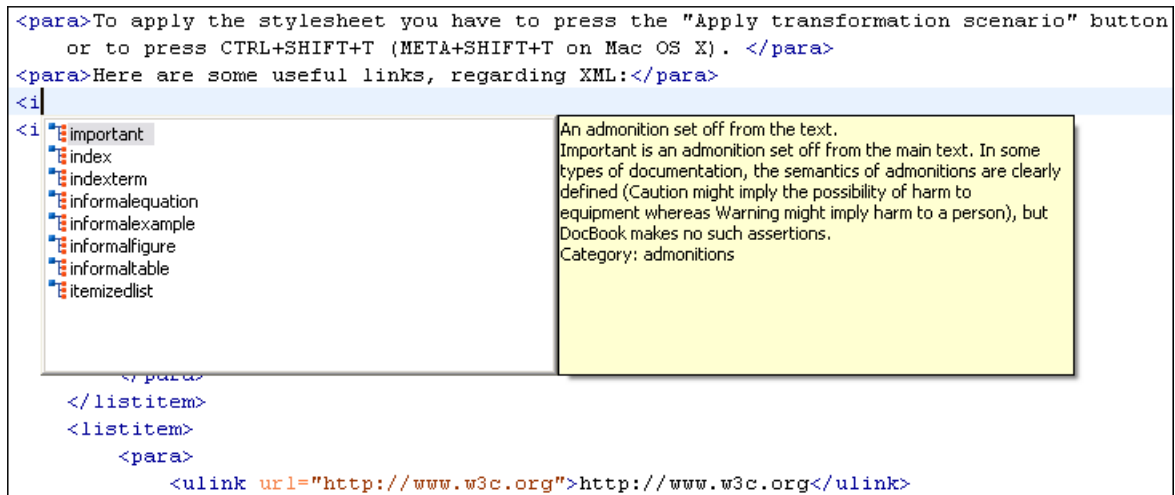 <para>To apply the stylesheet you have to press the "Apply transformation scenario" button
or to press CTRL+SHIFT+T (META+SHIFT+T on Mac OS X). </para>
<para>Here are some useful links, regarding XML:</para>
<i
<i
important
index
indexterm
informalequation
informalexample
informalfigure
informaltable
itemizedlist
An admonition set off from the text.
Important is an admonition set off from the main text. In some
types of documentation, the semantics of admonitions are clearly
defined (Caution might imply the possibility of harm to
equipment whereas Warning might imply harm to a person), but
DocBook makes no such assertions.
Category: admonitions
</para>
</listitem>
<listitem>
<para>
<ulink url="http://www.w3c.org">http://www.w3c.org</ulink>